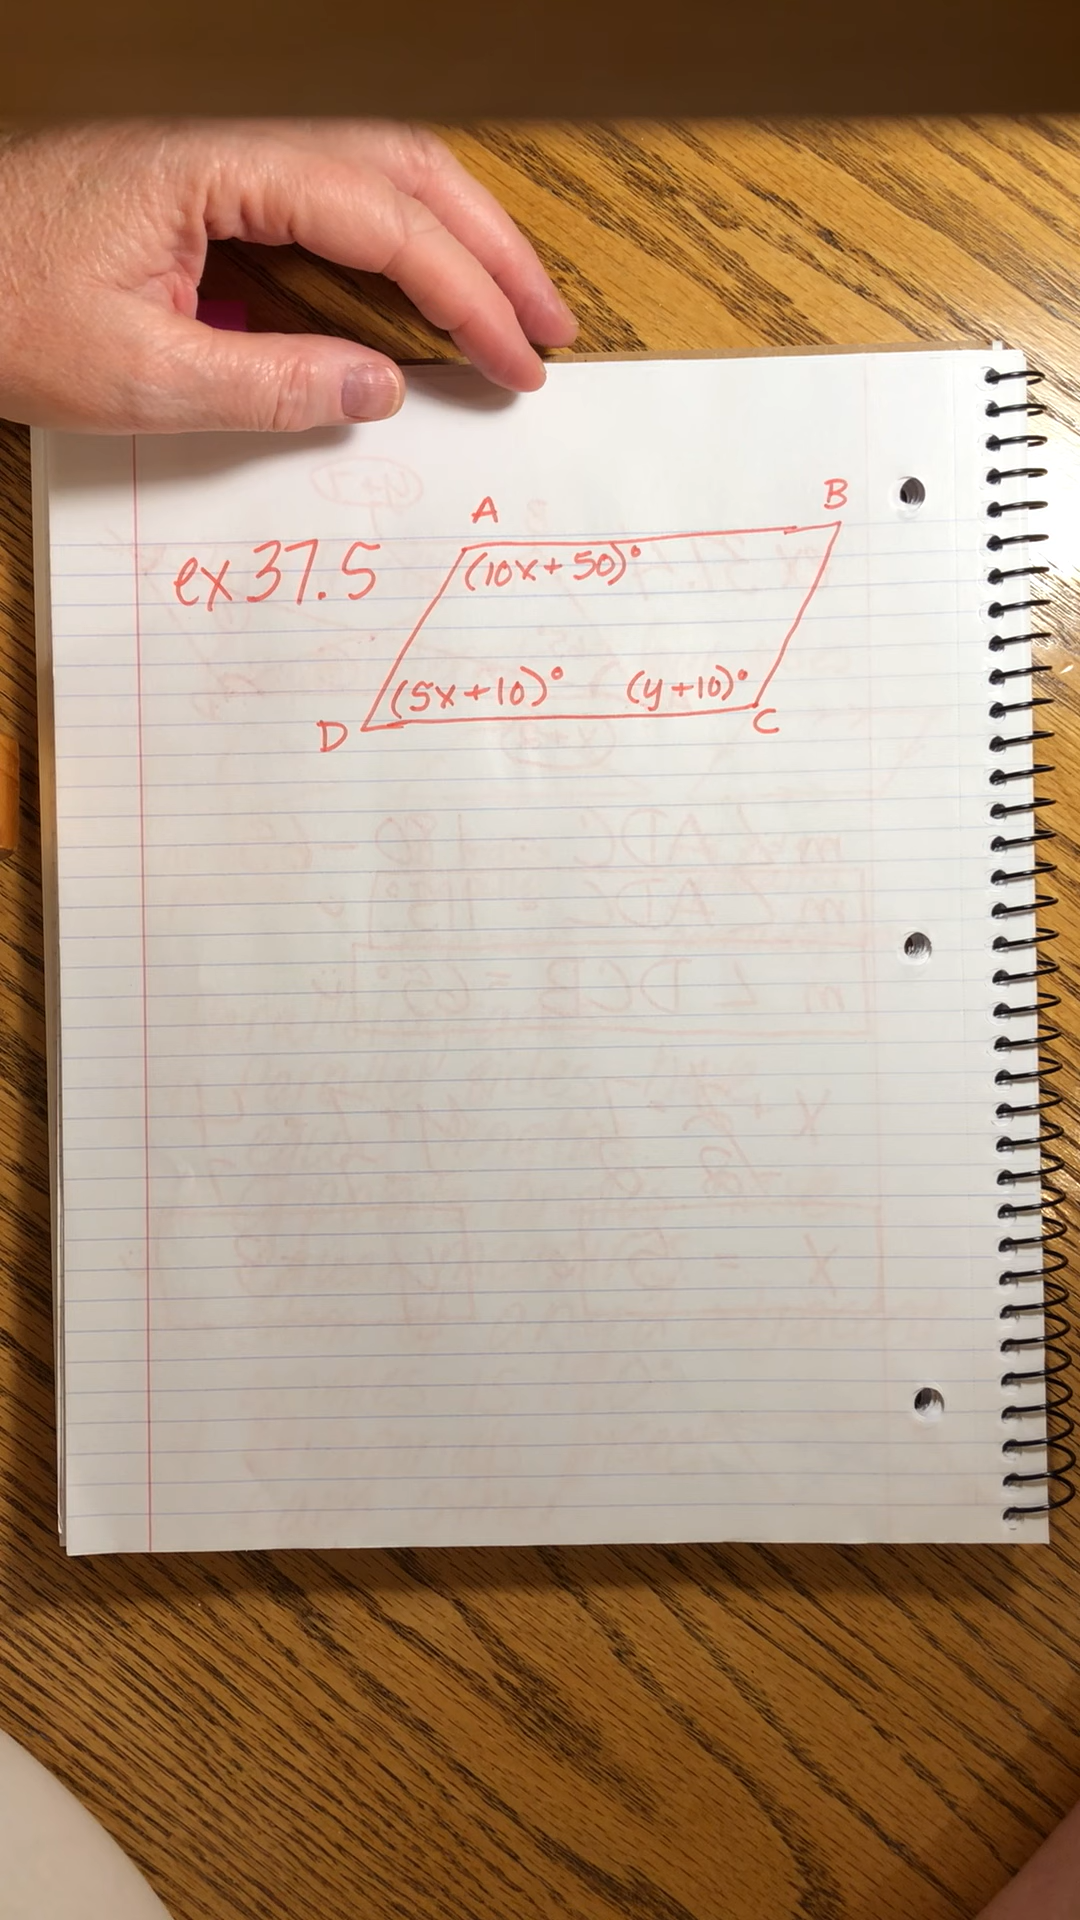 A
B
ex 37.5
(10x + 50)°
(5x + 10)°
(y + 10)°
D
C